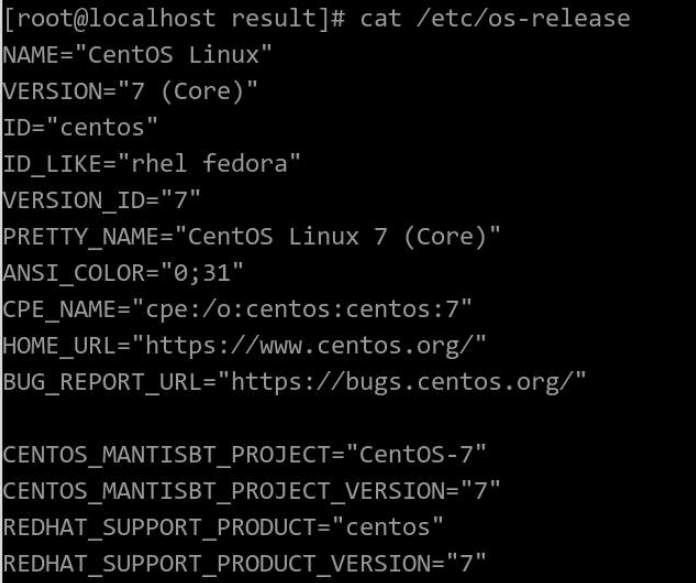 [root@localhost result]# cat /etc/os-release
NAME="CentOS Linux"
VERSION="7 (Core)"
ID="centos"
ID_LIKE="rhel fedora"
VERSION_ID="7"
PRETTY_NAME="CentOS Linux 7 (Core)"
ANSI_COLOR="0;31"
CPE_NAME="cpe:/o:centos:centos:7"
HOME_URL="https://www.centos.org/"
BUG_REPORT_URL="https://bugs.centos.org/"

CENTOS_MANTISBT_PROJECT="CentOS-7"
CENTOS_MANTISBT_PROJECT_VERSION="7"
REDHAT_SUPPORT_PRODUCT="centos"
REDHAT_SUPPORT_PRODUCT_VERSION="7"